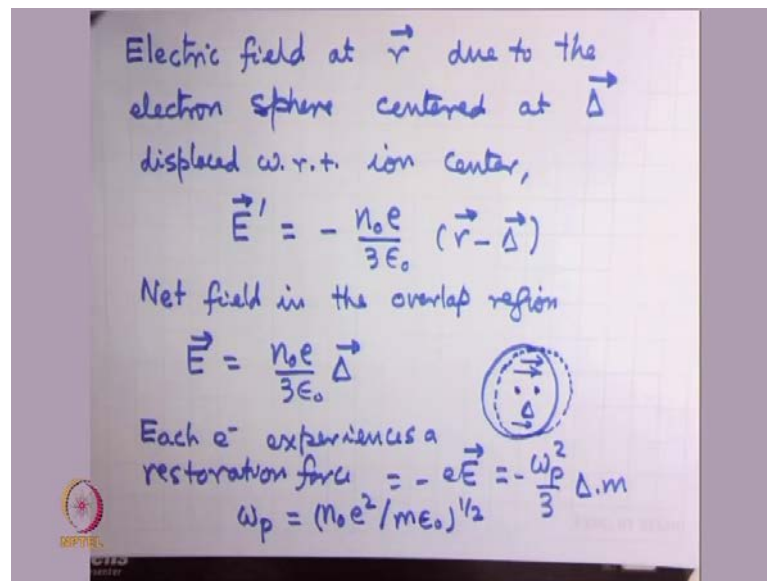 Electric field at r⃗ due to the
electron sphere centered at Δ⃗
displaced w.r.t. ion center,
E⃗' = - n₀e/3ϵ₀ (r⃗ - Δ⃗)
Net field in the overlap region
E⃗ = n₀e/3ϵ₀ Δ⃗
Δ
Each e⁻ experiences a
restoration force = - eE⃗ = - ωₚ²/3 Δ.m
ωₚ = (n₀e²/mϵ₀)^1/2
NPTEL